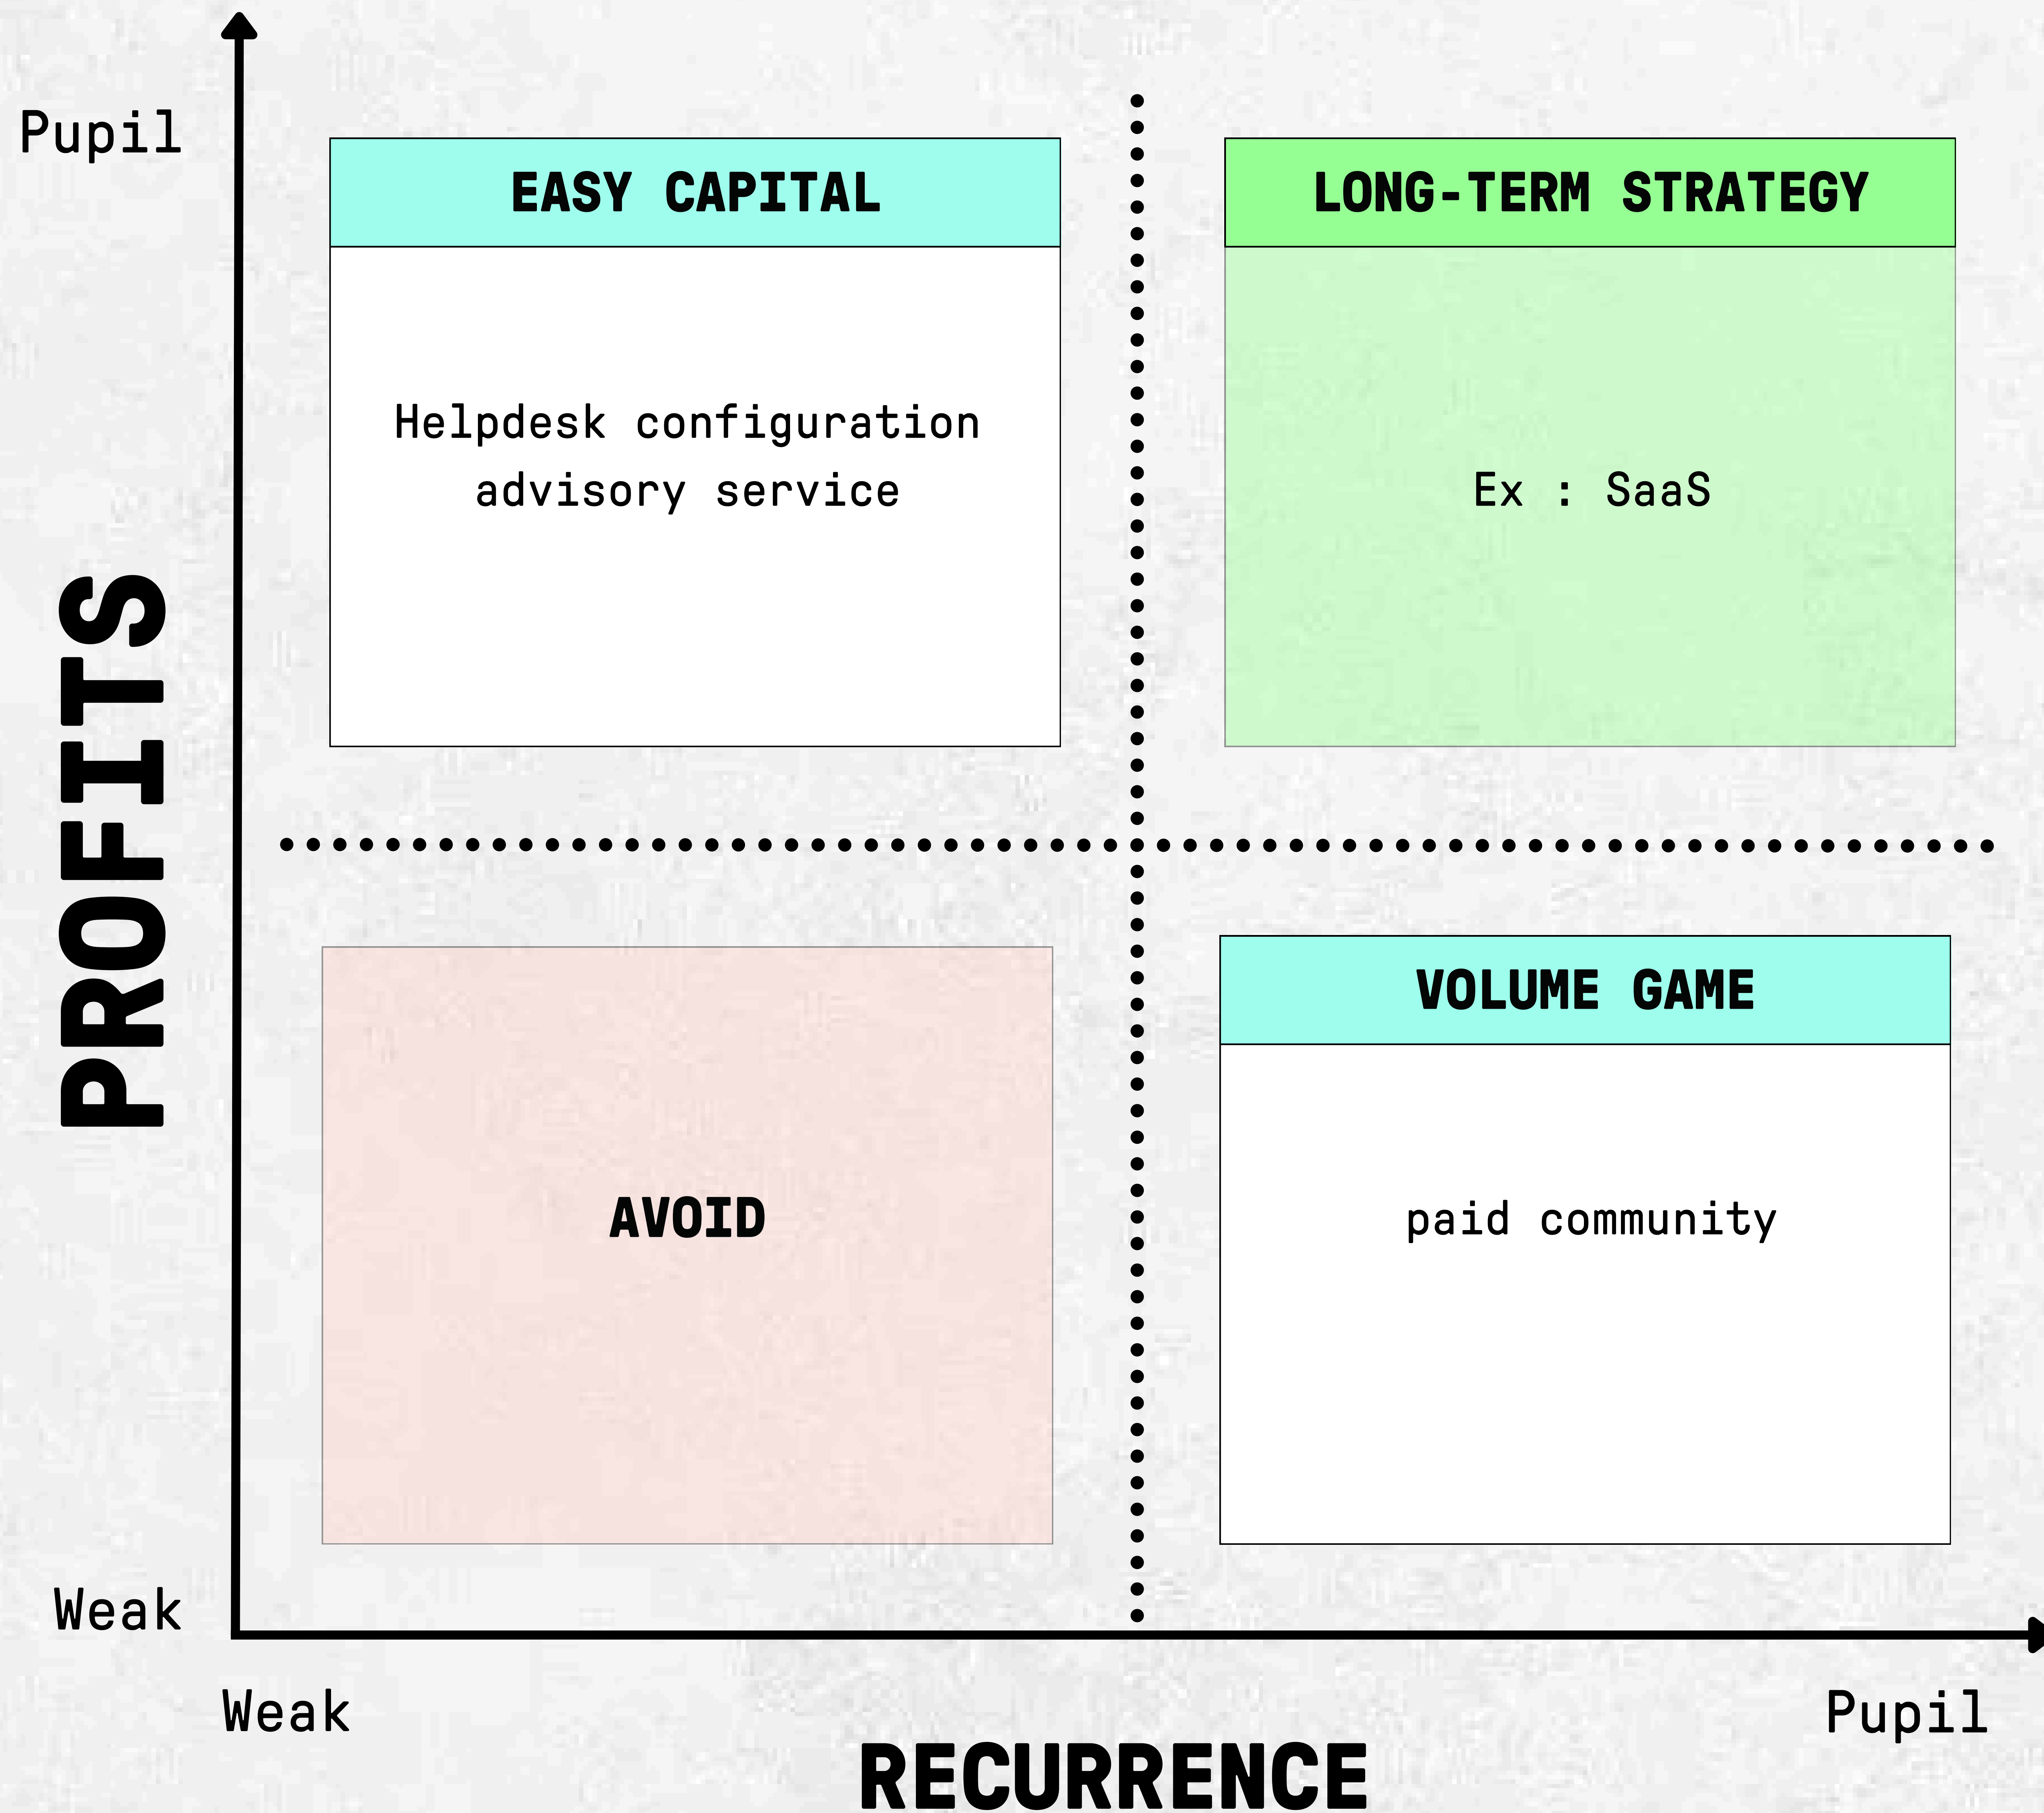 Pupil
EASY CAPITAL
LONG-TERM STRATEGY
Helpdesk configuration
advisory service
Ex : SaaS
PROFITS
AVOID
VOLUME GAME
paid community
Weak
Weak
Pupil
RECURRENCE